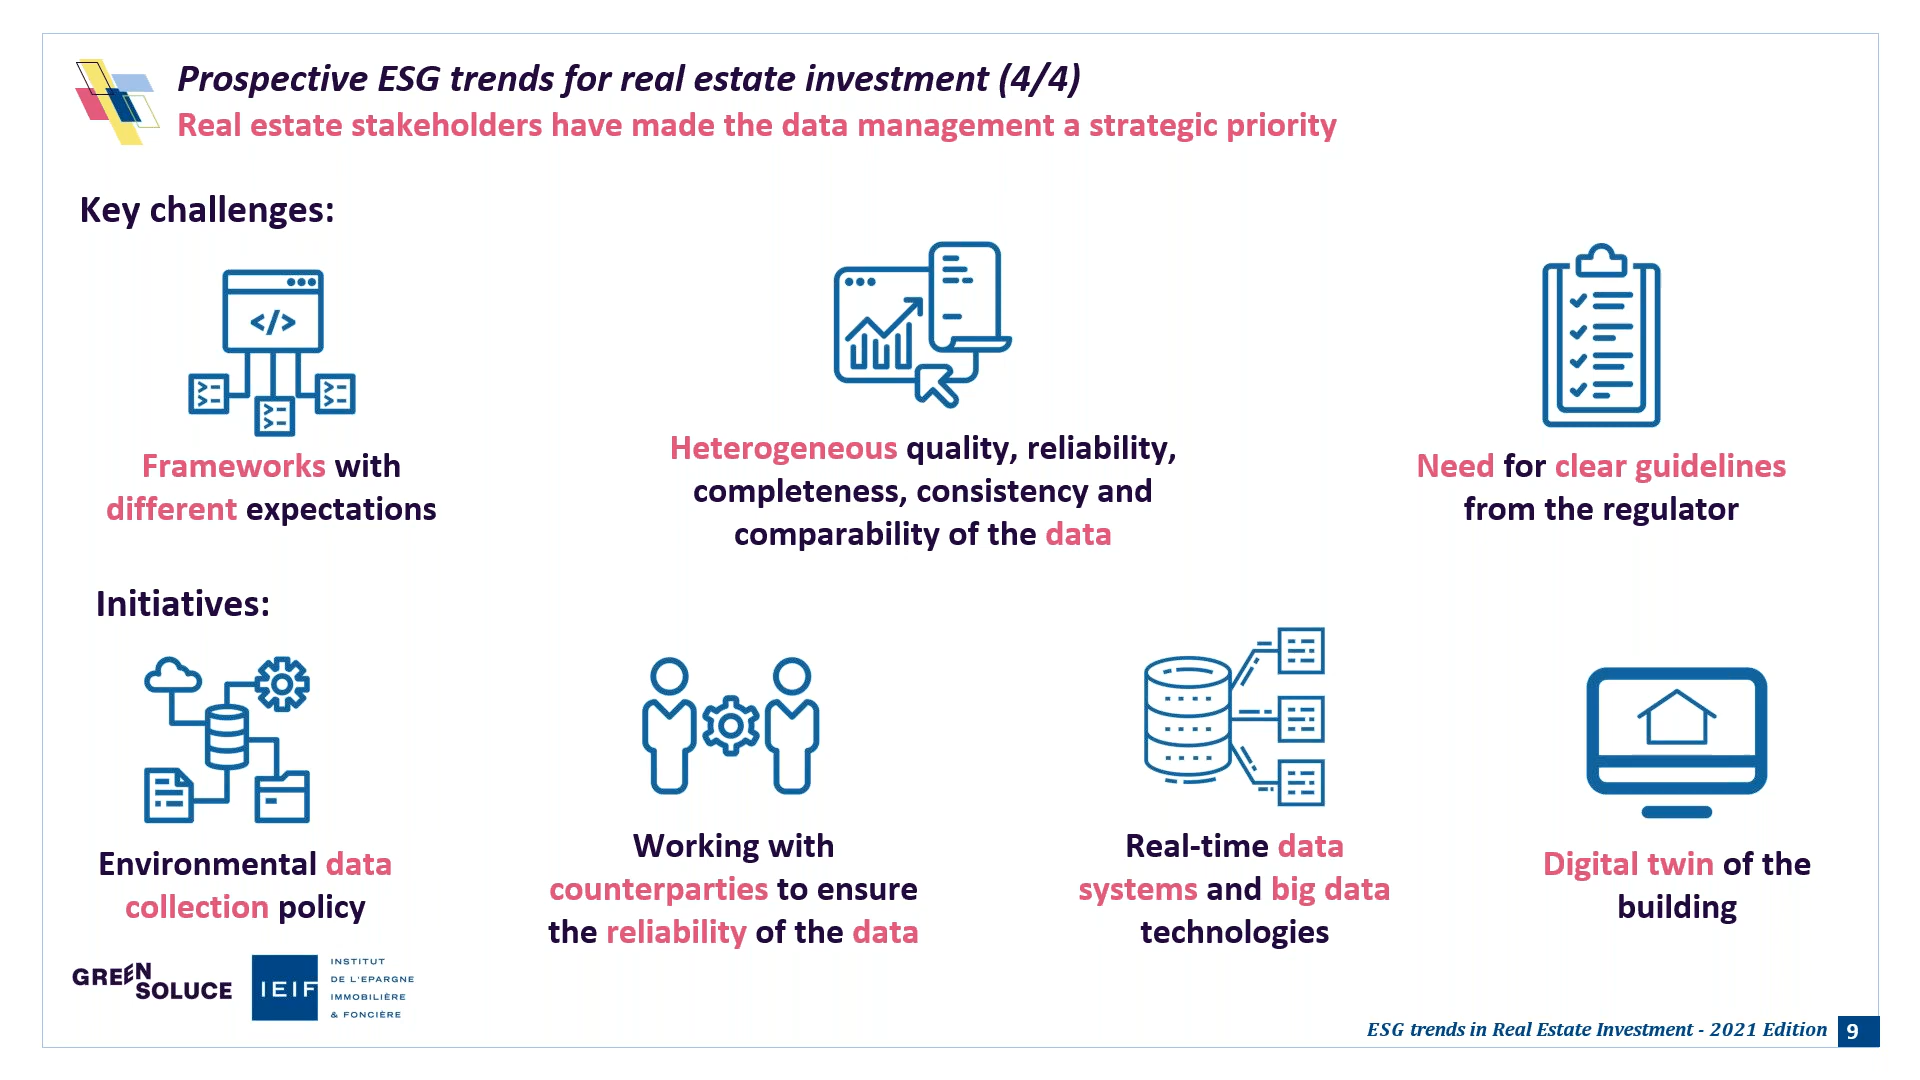 Prospective ESG trends for real estate investment (4/4)
Real estate stakeholders have made the data management a strategic priority
Key challenges:
</>
Frameworks with
different expectations
Heterogeneous quality, reliability,
completeness, consistency and
comparability of the data
Need for clear guidelines
from the regulator
Initiatives:
Environmental data
collection policy
Working with
counterparties to ensure
the reliability of the data
Real-time data
systems and big data
technologies
Digital twin of the
building
GREEN
SOLUCE
IEIF
INSTITUT
DE L'EPARGNE
IMMOBILIÈRE
& FONCIÈRE
ESG trends in Real Estate Investment - 2021 Edition
9